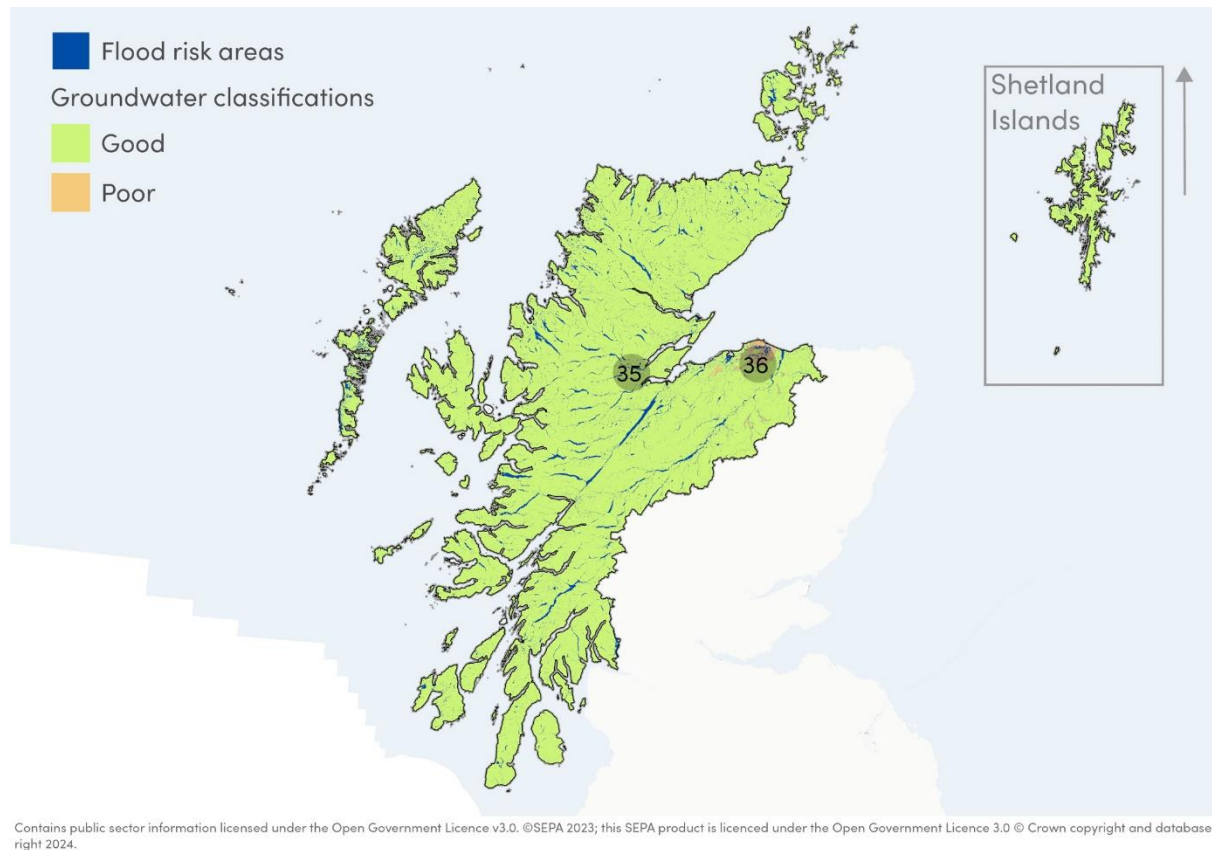 Flood risk areas
Groundwater classifications
Good
Poor
Shetland
Islands
35
36
Contains public sector information licensed under the Open Government Licence v3.0. ©SEPA 2023; this SEPA product is licenced under the Open Government Licence 3.0 © Crown copyright and database
right 2024.